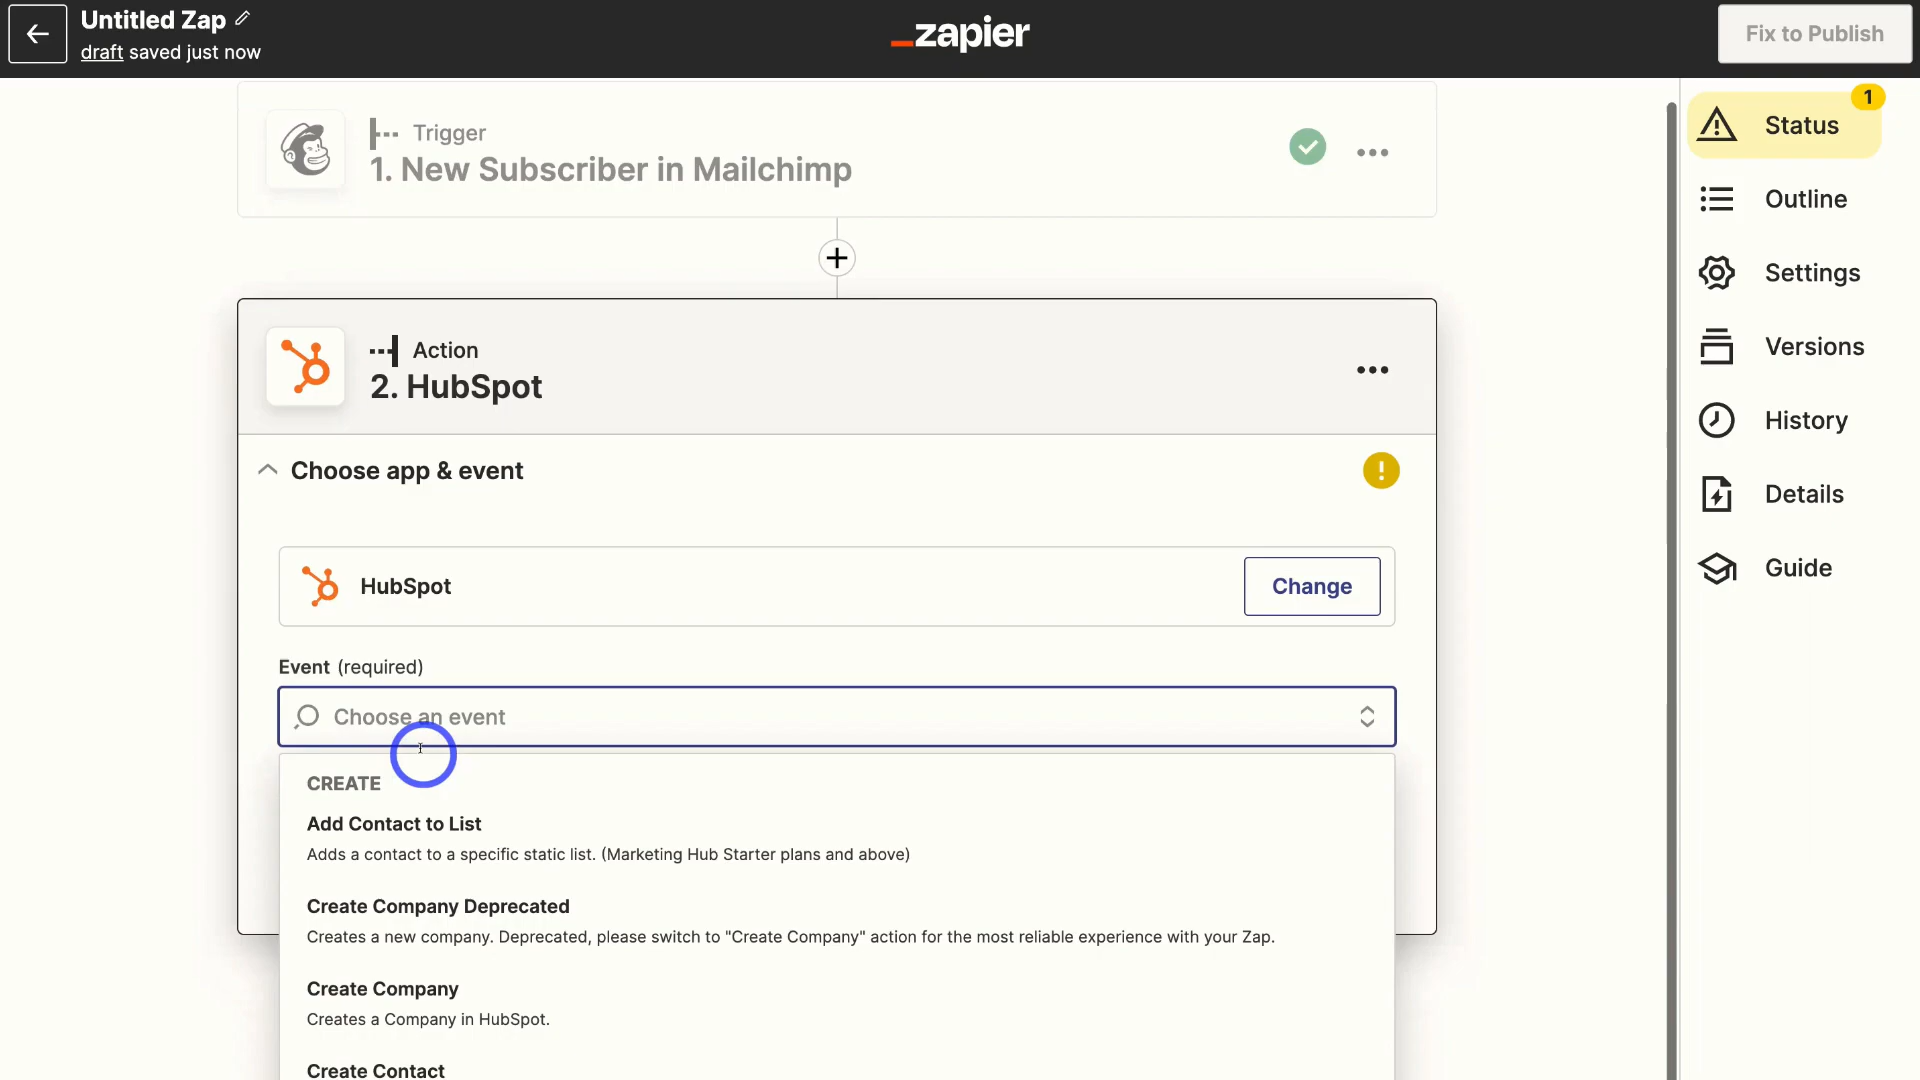 Untitled Zap
draft saved just now
zapier
Fix to Publish
Trigger
1. New Subscriber in Mailchimp
1
Status
Outline
Settings
Versions
History
Details
Guide
Action
2. HubSpot
Choose app & event
HubSpot
Change
Event (required)
Choose an event
CREATE
Add Contact to List
Adds a contact to a specific static list. (Marketing Hub Starter plans and above)
Create Company Deprecated
Creates a new company. Deprecated, please switch to "Create Company" action for the most reliable experience with your Zap.
Create Company
Creates a Company in HubSpot.
Create Contact